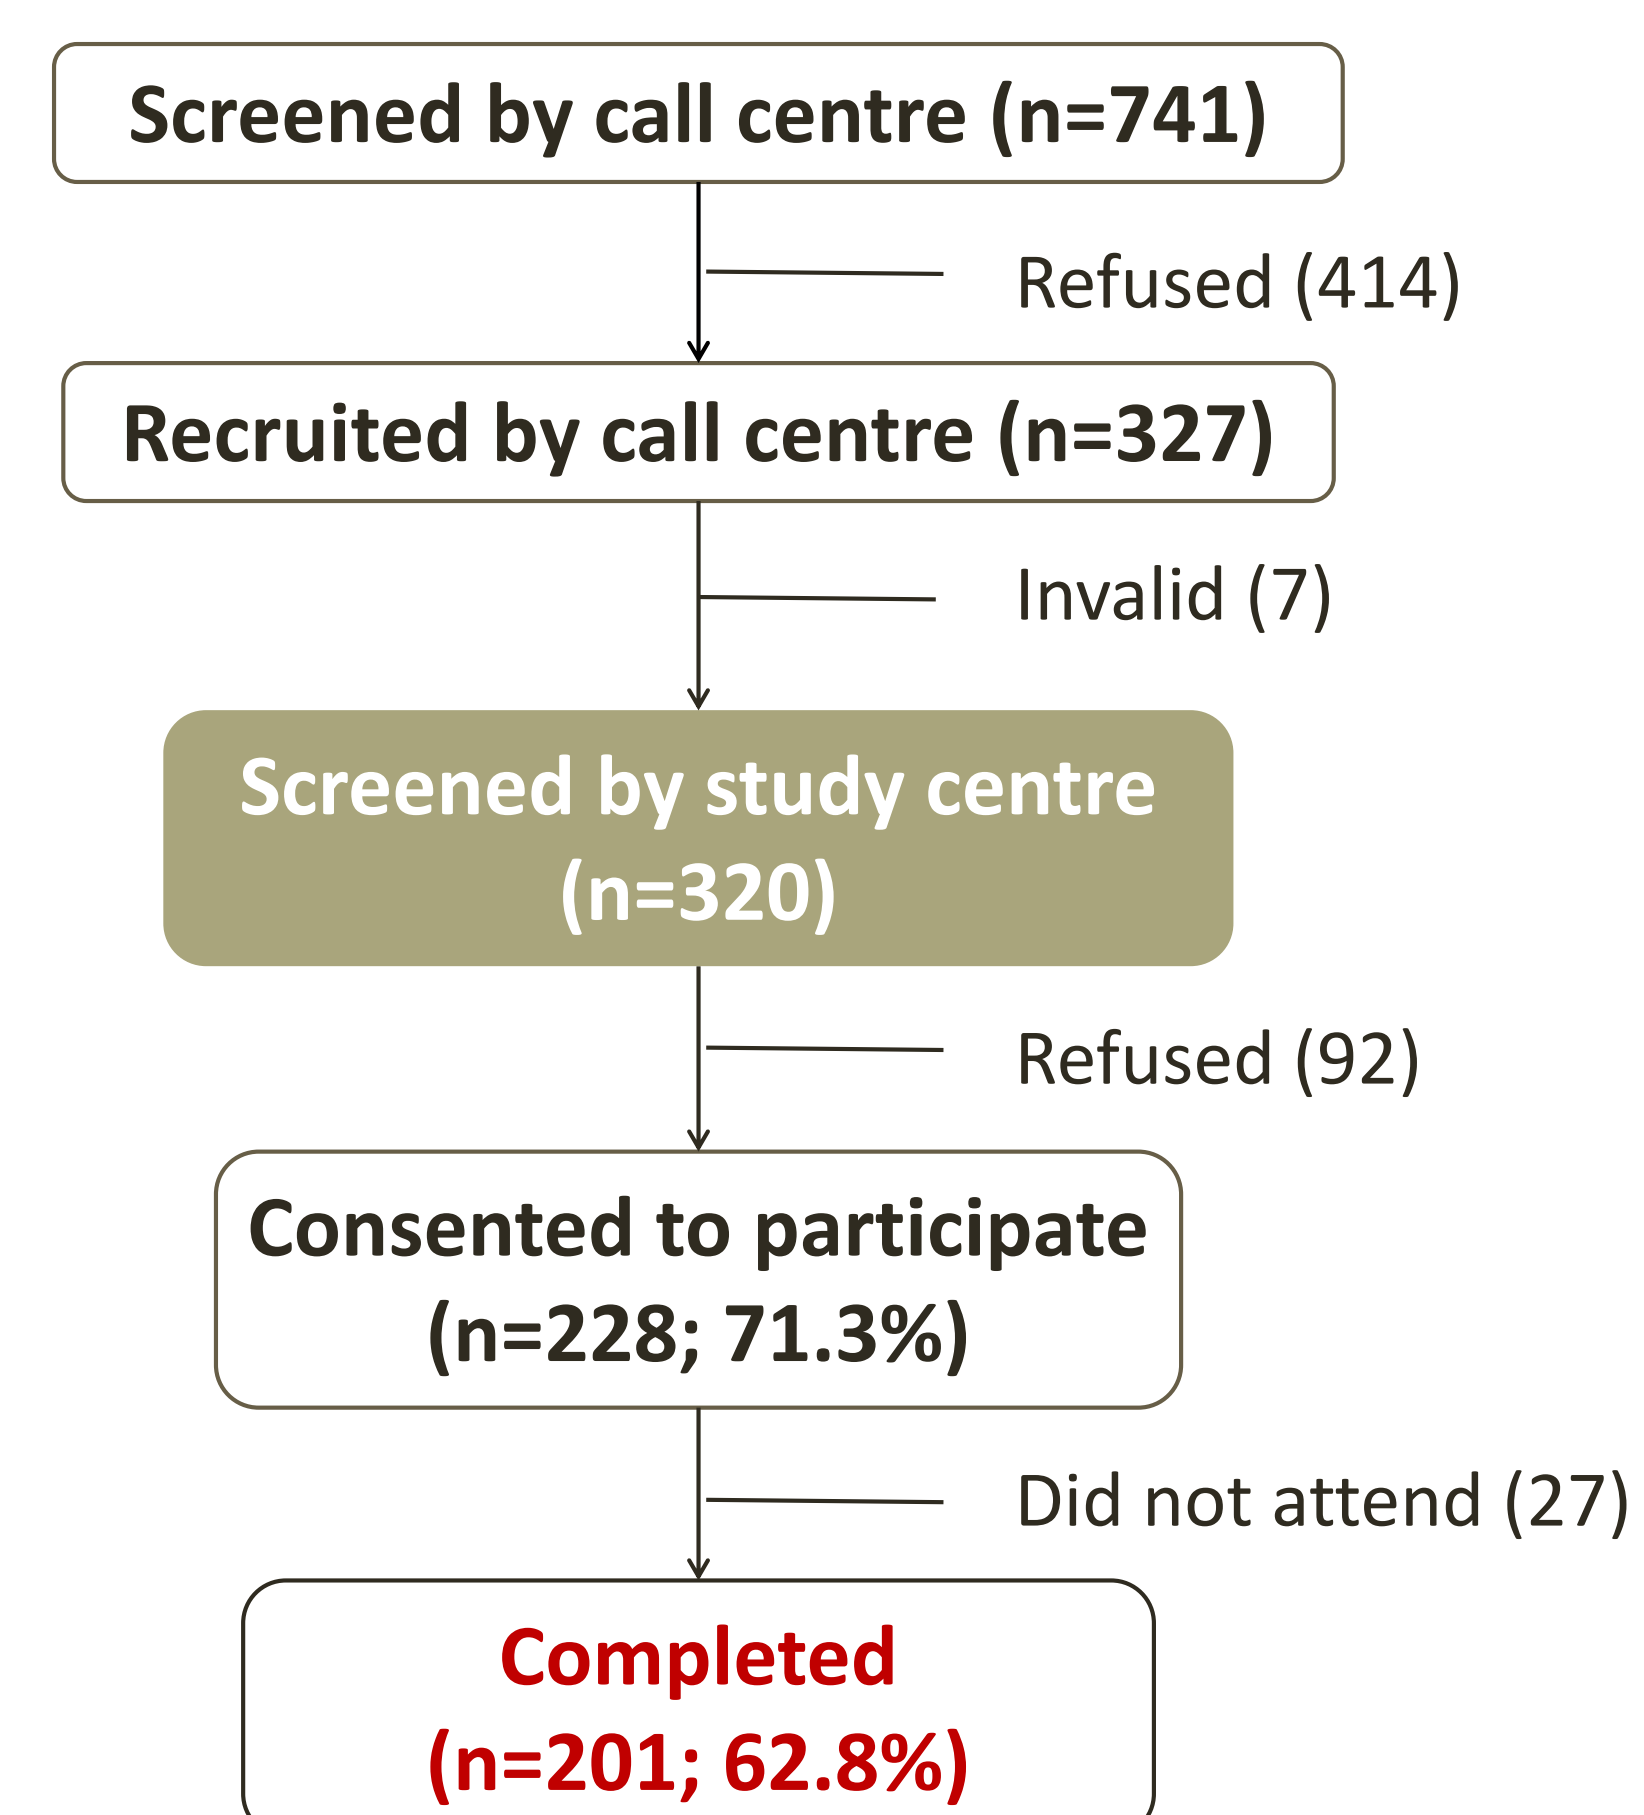 Screened by call centre (n=741)
Refused (414)
Recruited by call centre (n=327)
Invalid (7)
Screened by study centre
(n=320)
Refused (92)
Consented to participate
(n=228; 71.3%)
Did not attend (27)
Completed
(n=201; 62.8%)